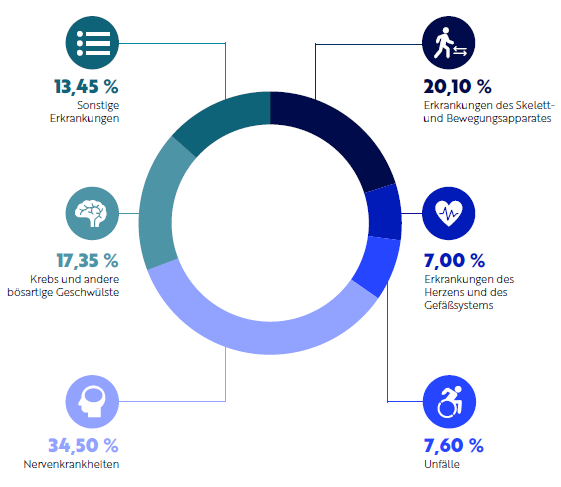 13,45 %
Sonstige
Erkrankungen
20,10 %
Erkrankungen des Skelett-
und Bewegungsapparates
17,35 %
Krebs und andere
bösartige Geschwülste
7,00 %
Erkrankungen des
Herzens und des
Gefäßsystems
34,50 %
Nervenkrankheiten
7,60 %
Unfälle